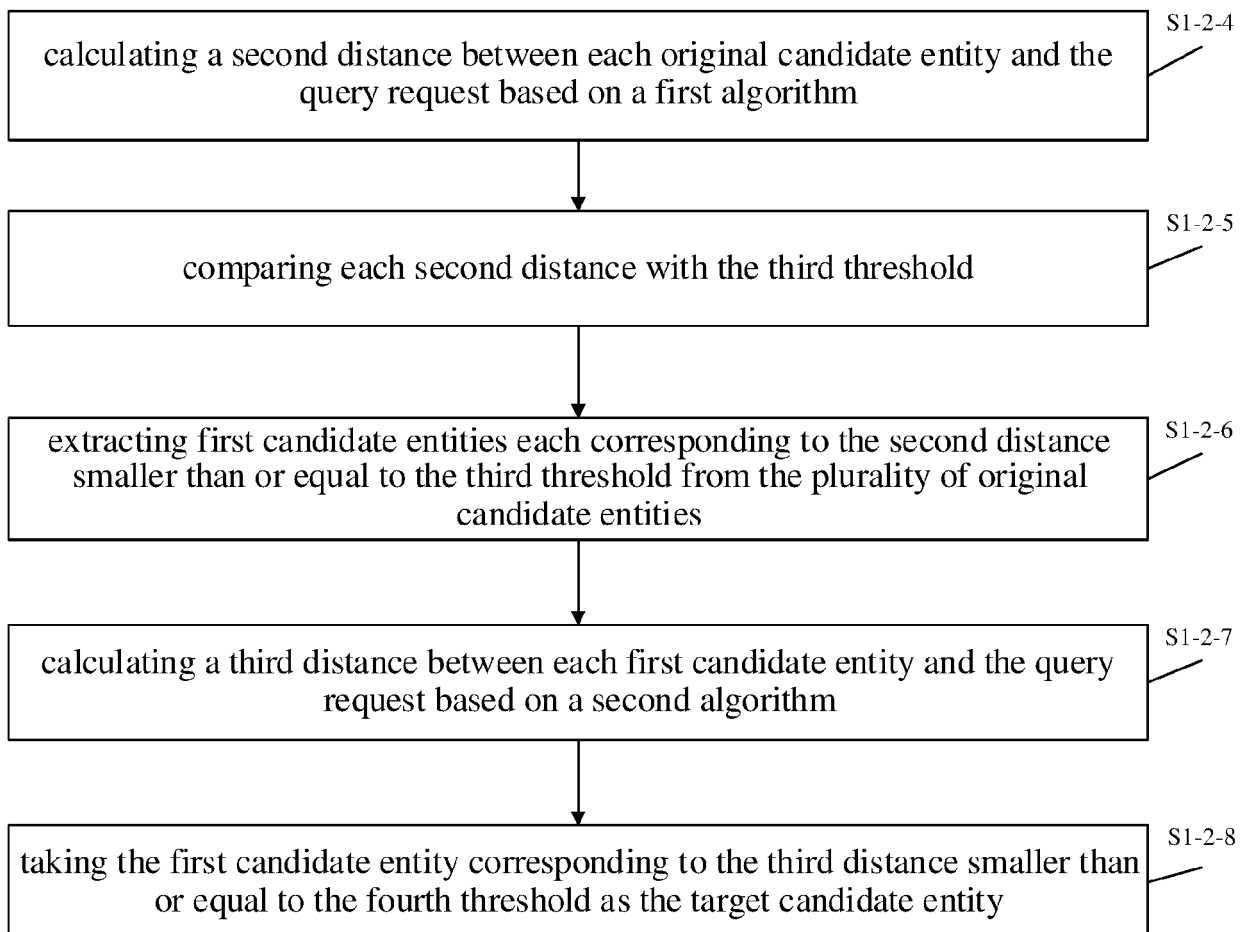 S1-2-4
calculating a second distance between each original candidate entity and the
query request based on a first algorithm
S1-2-5
comparing each second distance with the third threshold
S1-2-6
extracting first candidate entities each corresponding to the second distance
smaller than or equal to the third threshold from the plurality of original
candidate entities
S1-2-7
calculating a third distance between each first candidate entity and the query
request based on a second algorithm
S1-2-8
taking the first candidate entity corresponding to the third distance smaller than
or equal to the fourth threshold as the target candidate entity